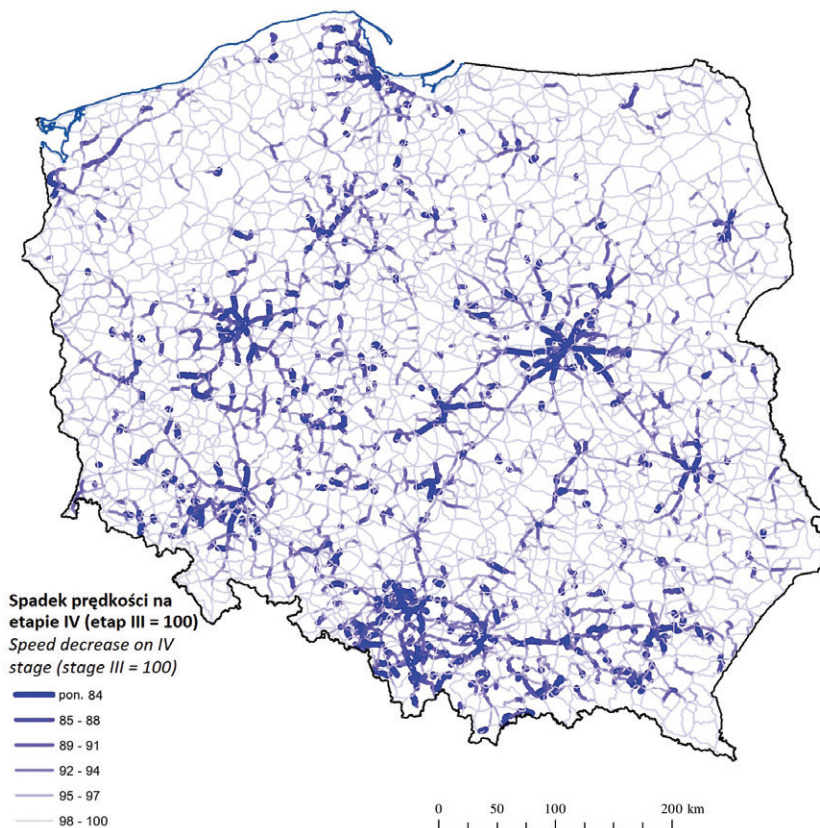 Spadek prędkości na
etapie IV (etap III = 100)
Speed decrease on IV
stage (stage III = 100)
pon. 84
85 - 88
89 - 91
92 - 94
95 - 97
98 - 100
0 50 100 200 km